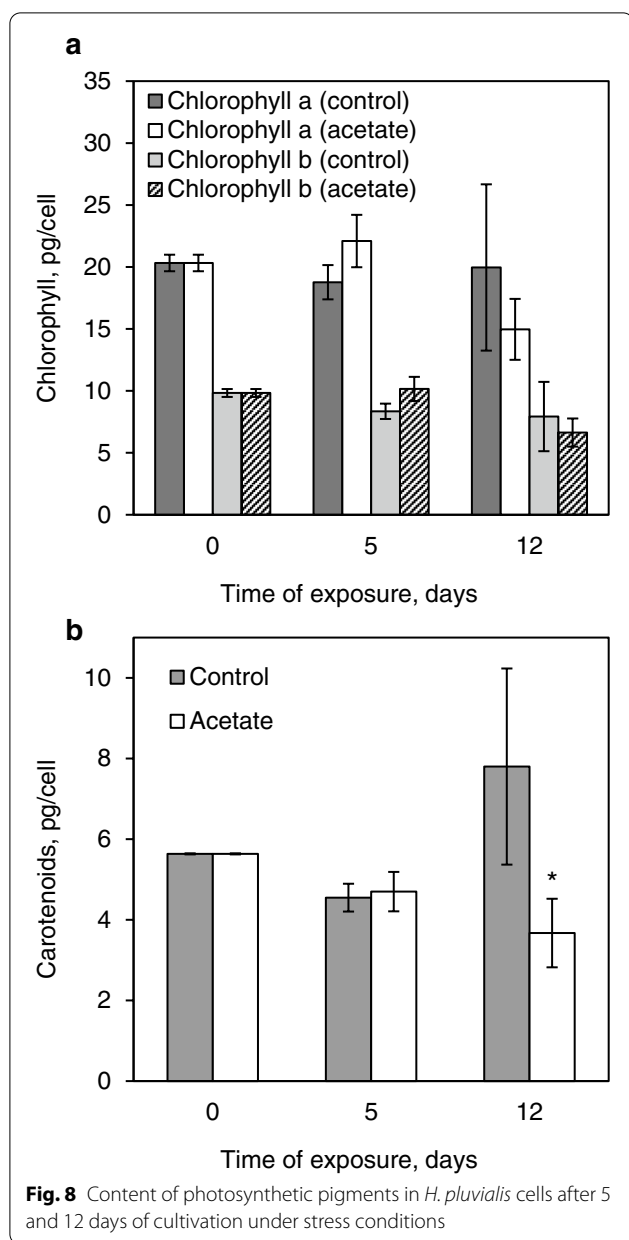 a
35
30
25
20
15
10
5
0
Chlorophyll, pg/cell
Chlorophyll a (control)
Chlorophyll a (acetate)
Chlorophyll b (control)
Chlorophyll b (acetate)
0 5 12
Time of exposure, days
b
10
8
6
4
2
0
Carotenoids, pg/cell
Control
Acetate
*
0 5 12
Time of exposure, days
Fig. 8 Content of photosynthetic pigments in H. pluvialis cells after 5
and 12 days of cultivation under stress conditions